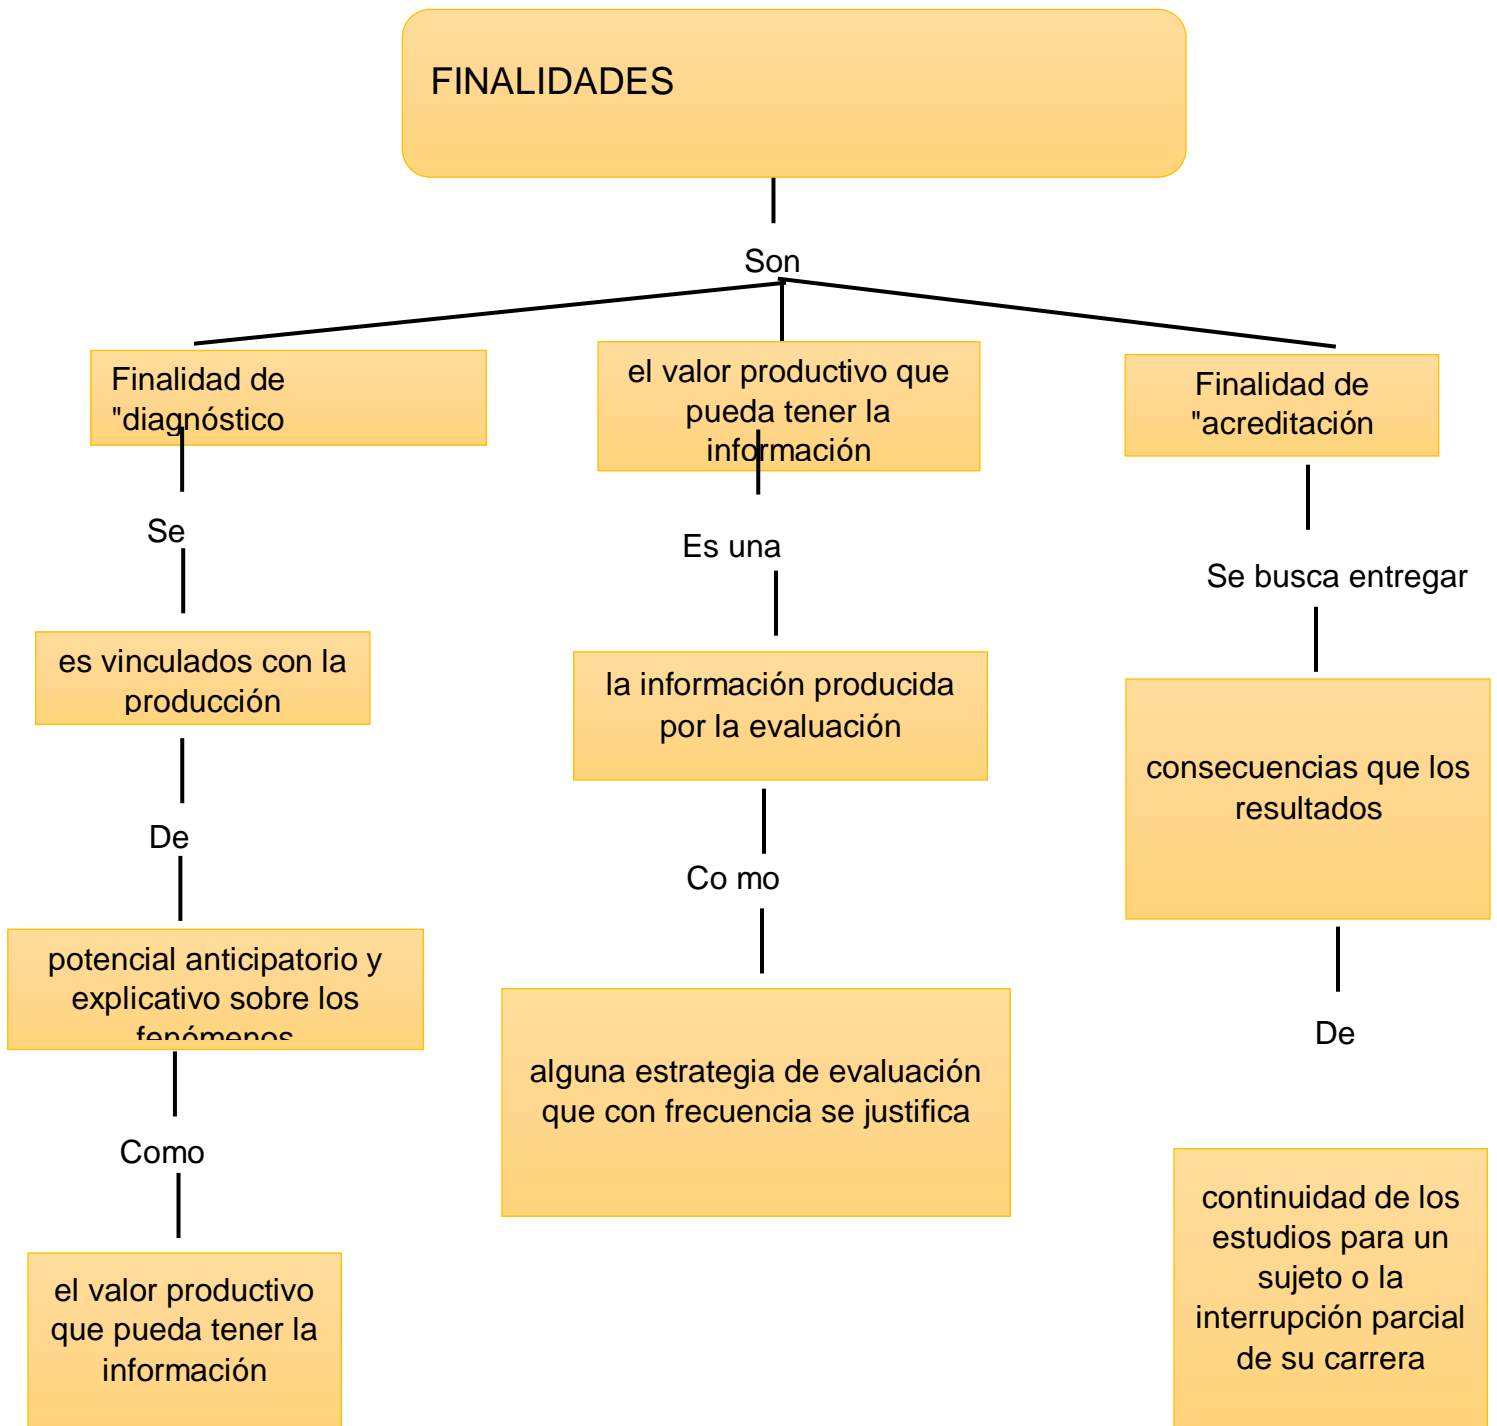 FINALIDADES
Son
Finalidad de
"diagnóstico
Se
es vinculados con la
producción
De
potencial anticipatorio y
explicativo sobre los
fenómenos
Como
el valor productivo
que pueda tener la
información
el valor productivo que
pueda tener la
información
Es una
la información producida
por la evaluación
Co mo
alguna estrategia de evaluación
que con frecuencia se justifica
Finalidad de
"acreditación
Se busca entregar
consecuencias que los
resultados
De
continuidad de los
estudios para un
sujeto o la
interrupción parcial
de su carrera